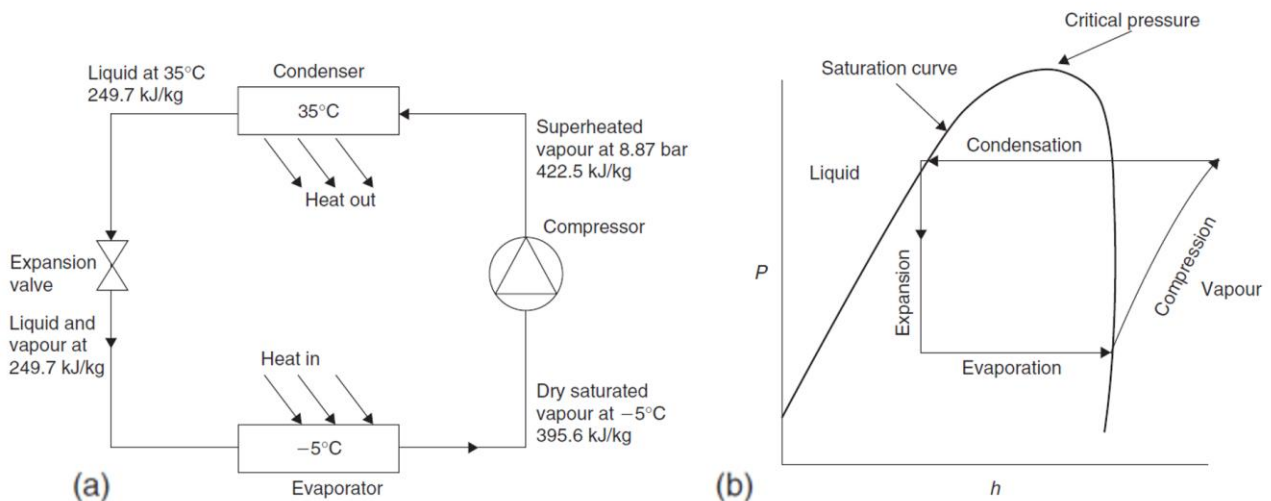 Liquid at 35°C
249.7 kJ/kg
Condenser
35°C
Heat out
Superheated
vapour at 8.87 bar
422.5 kJ/kg
Compressor
Expansion
valve
Liquid and
vapour at
249.7 kJ/kg
Heat in
Dry saturated
vapour at −5°C
395.6 kJ/kg
−5°C
Evaporator
(a)
Critical pressure
Saturation curve
Condensation
Liquid
Expansion
Compression
Vapour
P
Evaporation
h
(b)